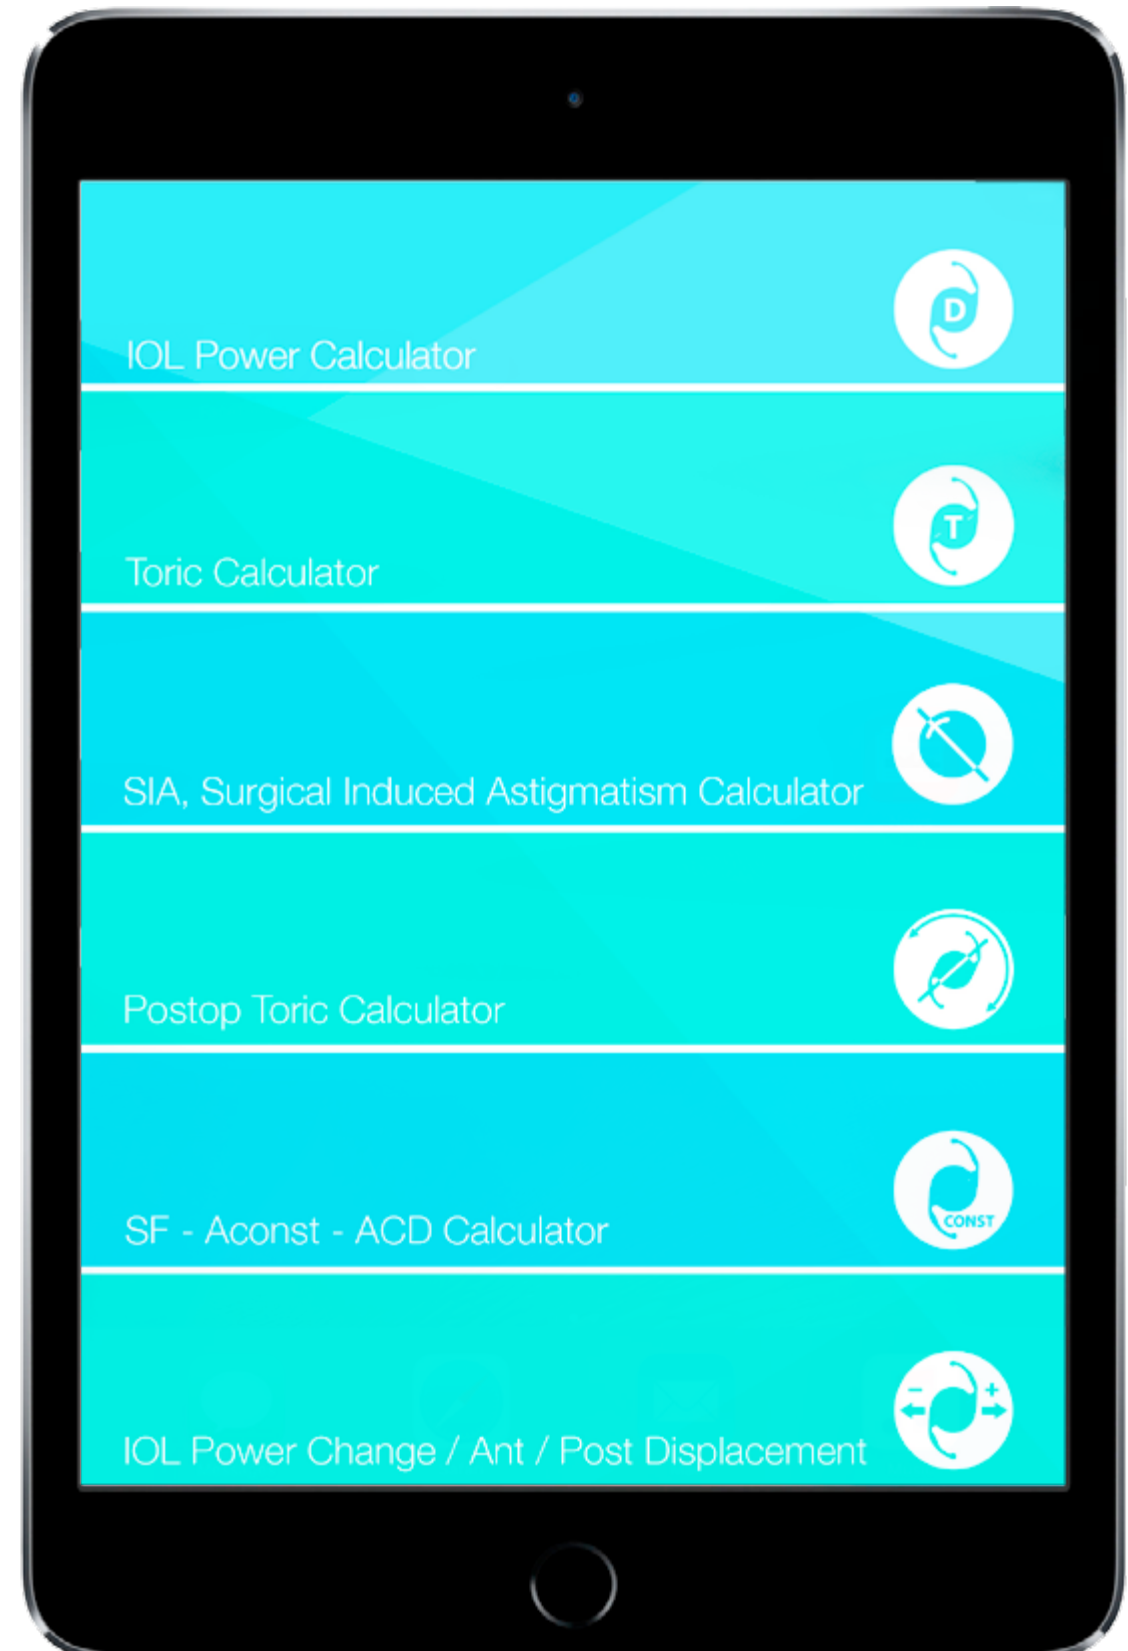 D
IOL Power Calculator
T
Toric Calculator
SIA, Surgical Induced Astigmatism Calculator
Postop Toric Calculator
CONST
SF - Aconst - ACD Calculator
- +
IOL Power Change / Ant / Post Displacement